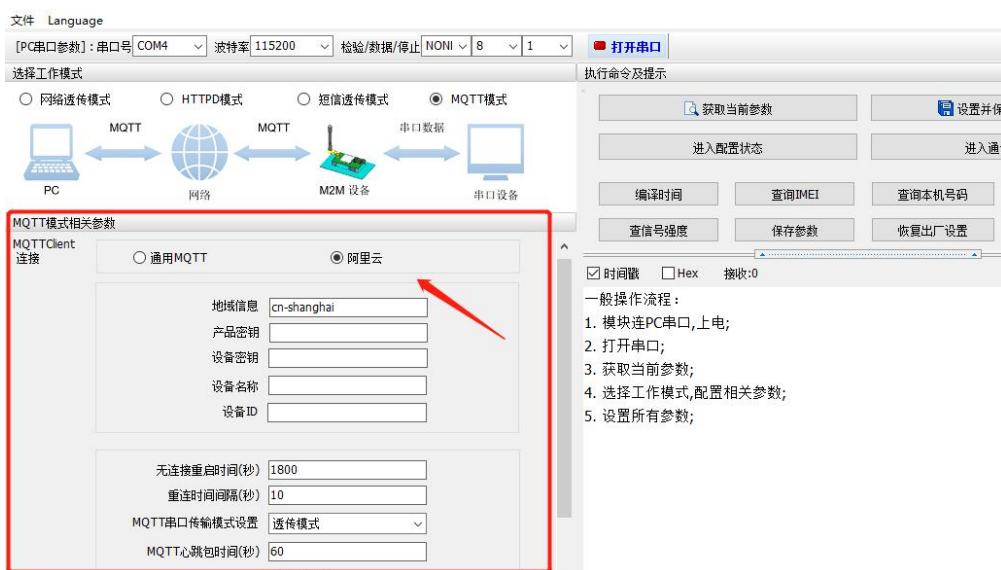 文件 Language
[PC串口参数]:串口号 COM4 波特率 115200 检验/数据/停止 NONI 8 1 打开串口
选择工作模式
网络透传模式 HTTPD模式 短信透传模式 MQTT模式
MQTT MQTT 串口数据
PC 网络 M2M 设备 串口设备
MQTT模式相关参数
MQTTClient
连接
通用MQTT 阿里云
地域信息 cn-shanghai
产品密钥
设备密钥
设备名称
设备ID
无连接重启时间(秒) 1800
重连时间间隔(秒) 10
MQTT串口传输模式设置 透传模式
MQTT心跳包时间(秒) 60
执行命令及提示
获取当前参数 设置并保
进入配置状态 进入通
编译时间 查询IMEI 查询本机号码
查信号强度 保存参数 恢复出厂设置
时间戳 Hex 接收:0
一般操作流程:
1. 模块连PC串口,上电;
2. 打开串口;
3. 获取当前参数;
4. 选择工作模式,配置相关参数;
5. 设置所有参数;